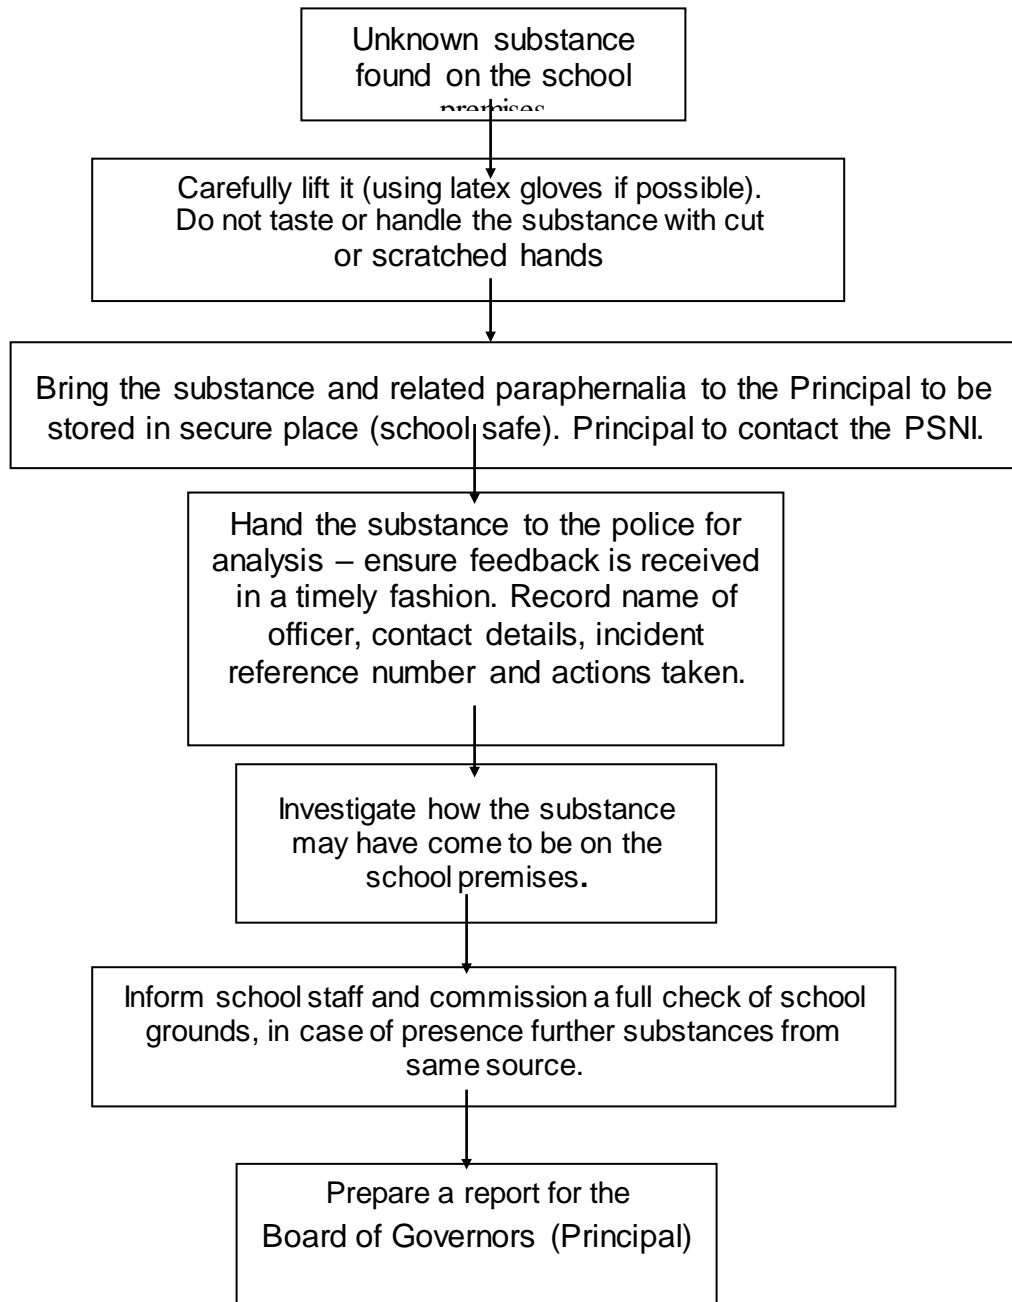 Unknown substance
found on the school
premises
Carefully lift it (using latex gloves if possible).
Do not taste or handle the substance with cut
or scratched hands
Bring the substance and related paraphernalia to the Principal to be
stored in secure place (school safe). Principal to contact the PSNI.
Hand the substance to the police for
analysis – ensure feedback is received
in a timely fashion. Record name of
officer, contact details, incident
reference number and actions taken.
Investigate how the substance
may have come to be on the
school premises.
Inform school staff and commission a full check of school
grounds, in case of presence further substances from
same source.
Prepare a report for the
Board of Governors (Principal)